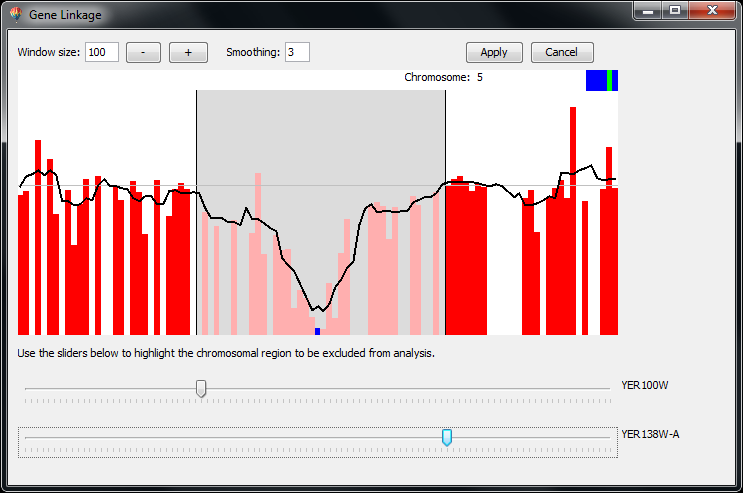 Gene Linkage
Window size: 100 - + Smoothing: 3 Apply Cancel
Chromosome: 5
Use the sliders below to highlight the chromosomal region to be excluded from analysis.
YER100W
YER138W-A